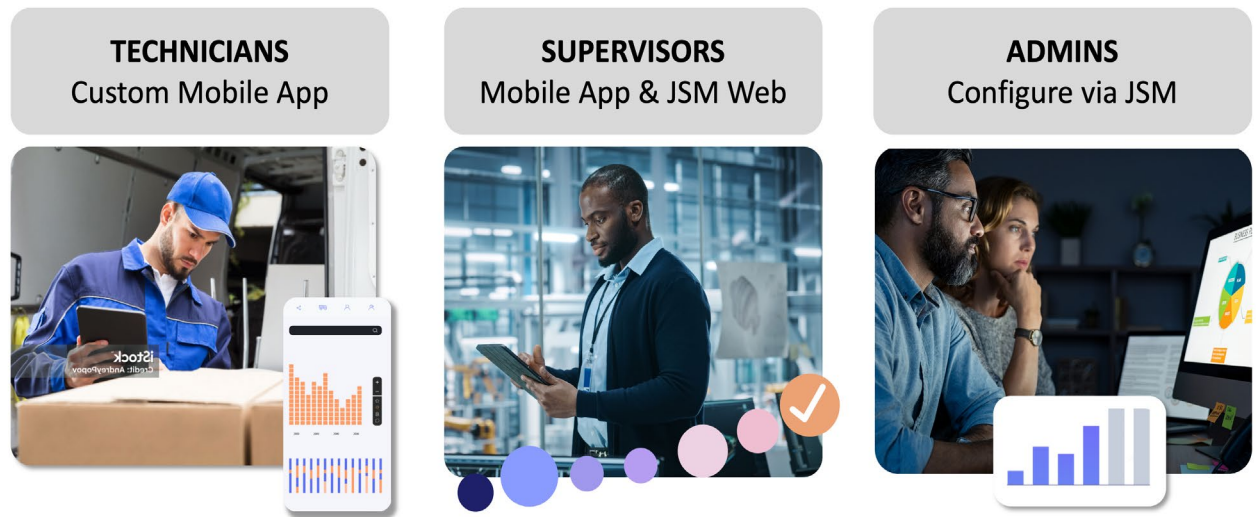 TECHNICIANS
Custom Mobile App
SUPERVISORS
Mobile App & JSM Web
ADMINS
Configure via JSM
iStock
Credit: AndreyPopov